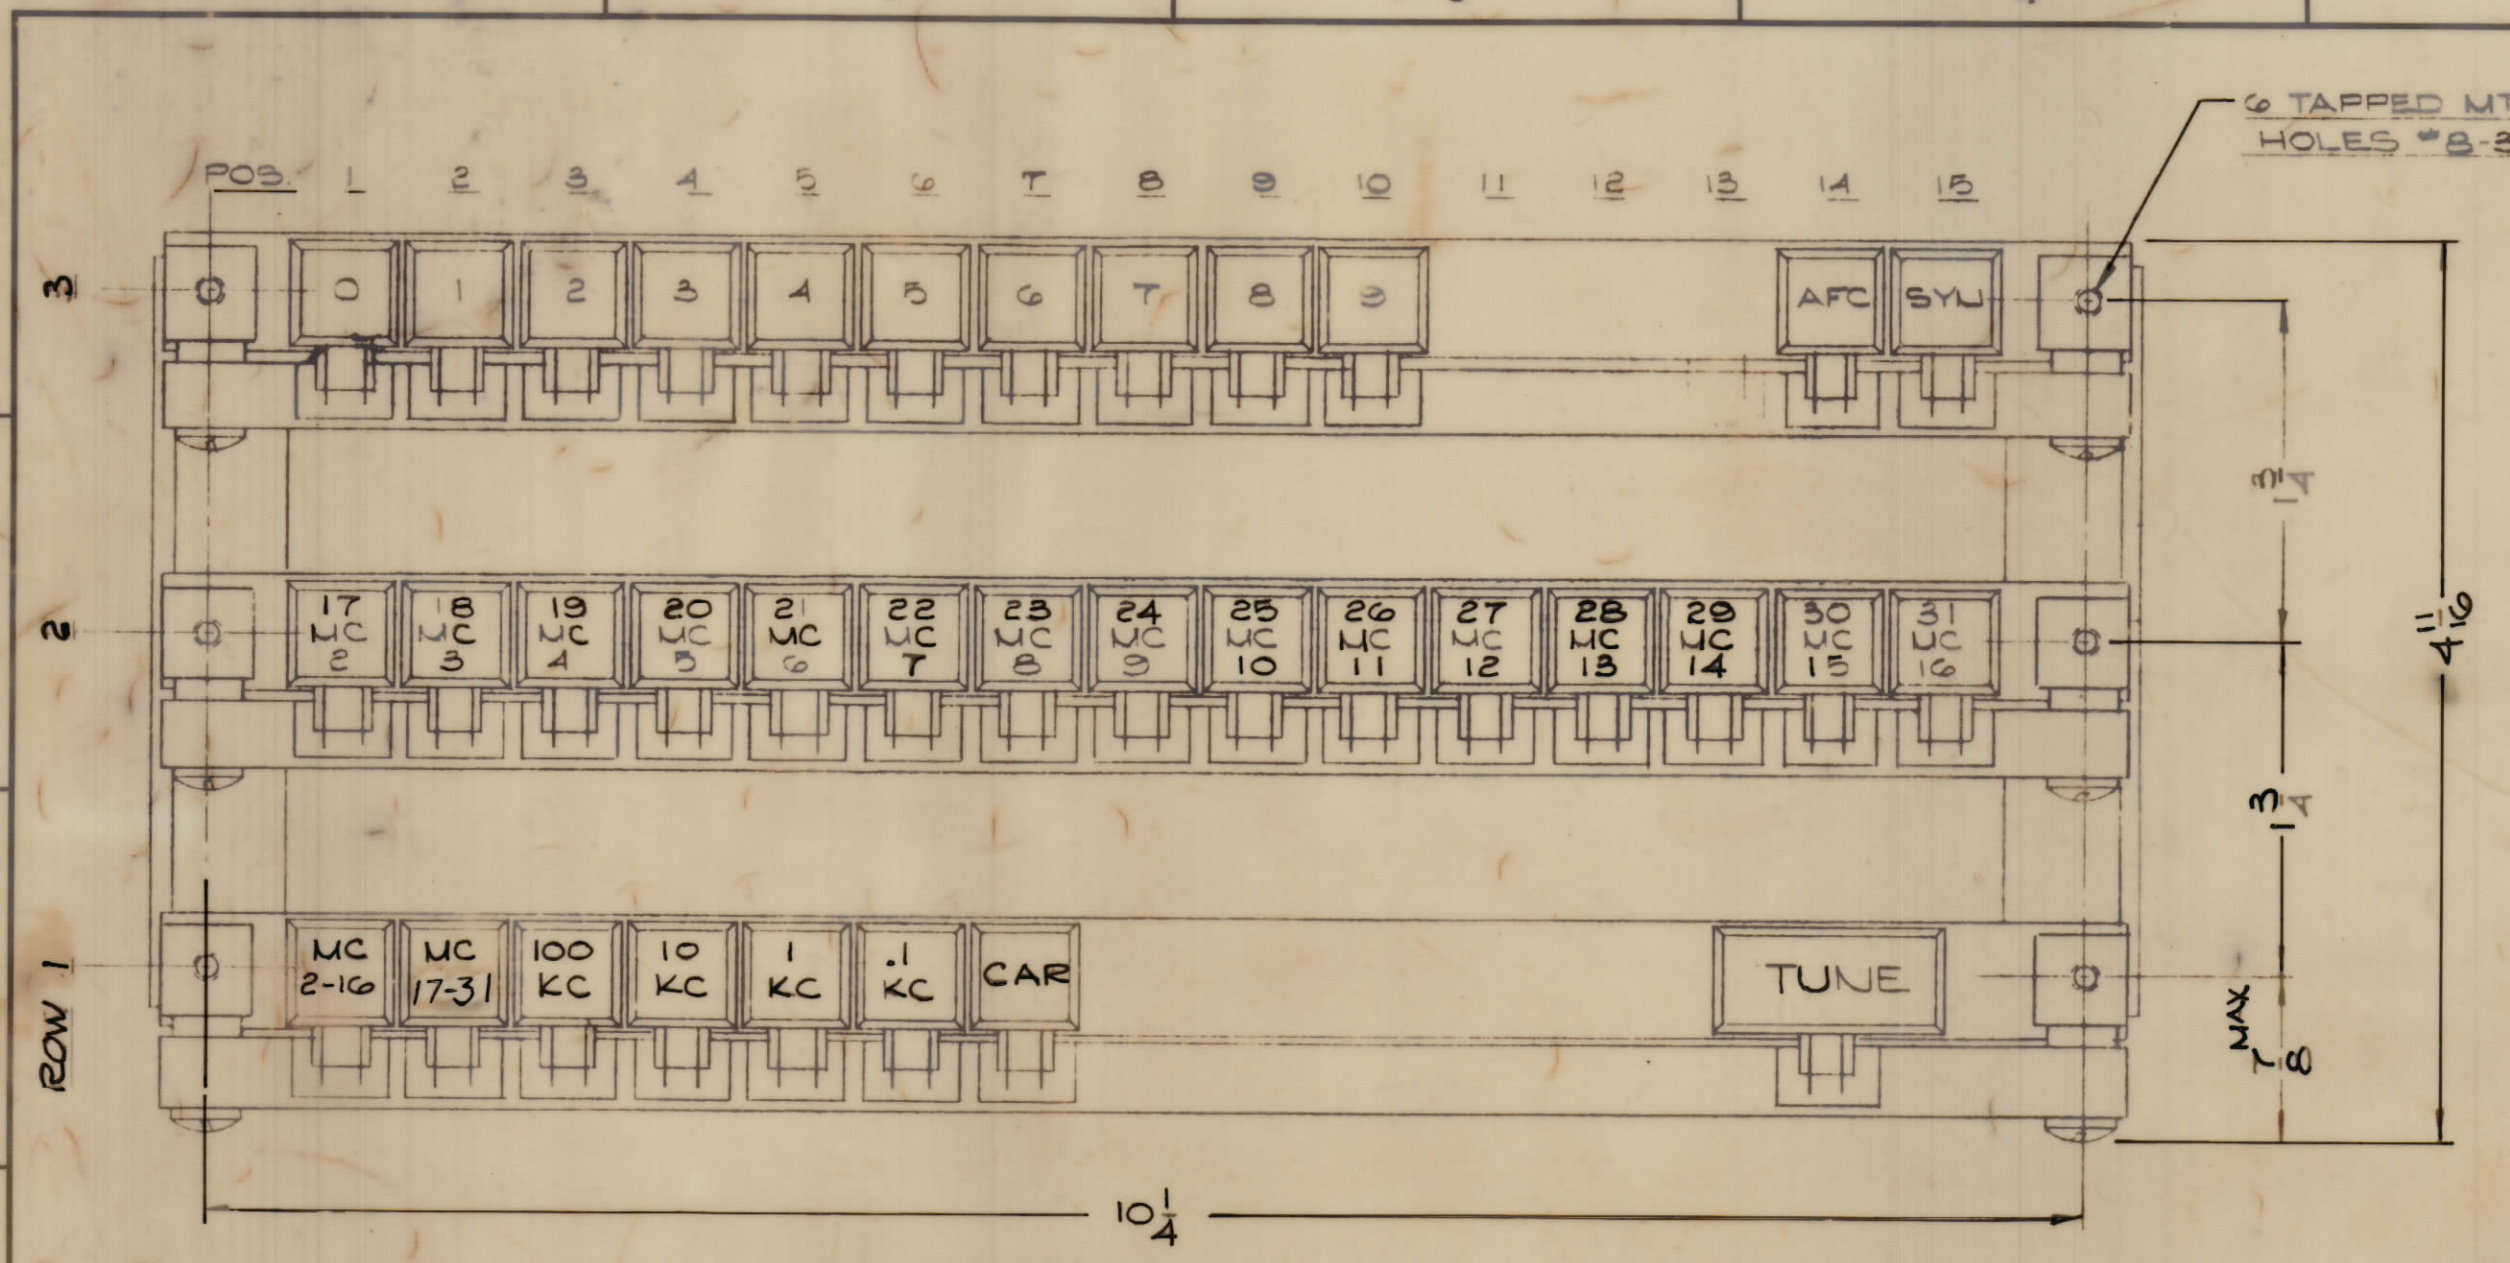 6 TAPPED
HOLES #8-3
POS. 1 2 3 4 5 6 7 8 9 10 11 12 13 14 15
3
0 1 2 3 4 5 6 7 8 9 AFC SYN
1 3/4
2
17 MC 2
18 MC 3
19 MC 4
20 MC 5
21 MC 6
22 MC 7
23 MC 8
24 MC 9
25 MC 10
26 MC 11
27 MC 12
28 MC 13
29 MC 14
30 MC 15
31 MC 16
4 11/16
1 3/4
ROW 1
MC 2-16
MC 17-31
100 KC
10 KC
1 KC
.1 KC
CAR
TUNE
7/8 MAX
10 1/4